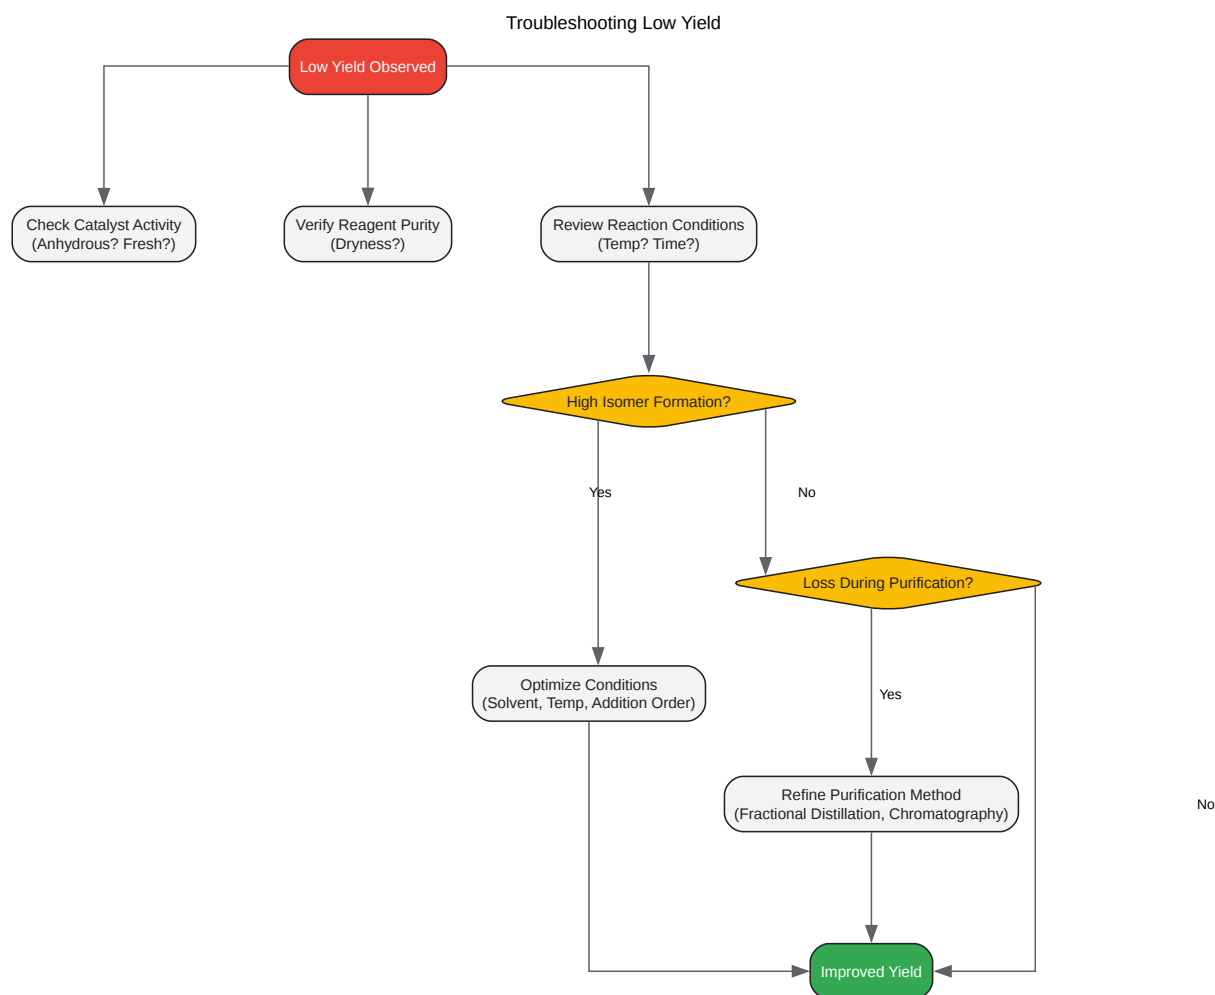 Troubleshooting Low Yield
Low Yield Observed
Check Catalyst Activity
(Anhydrous? Fresh?)
Verify Reagent Purity
(Dryness?)
Review Reaction Conditions
(Temp? Time?)
High Isomer Formation?
Yes
No
Loss During Purification?
Optimize Conditions
(Solvent, Temp, Addition Order)
Yes
Refine Purification Method
(Fractional Distillation, Chromatography)
No
Improved Yield